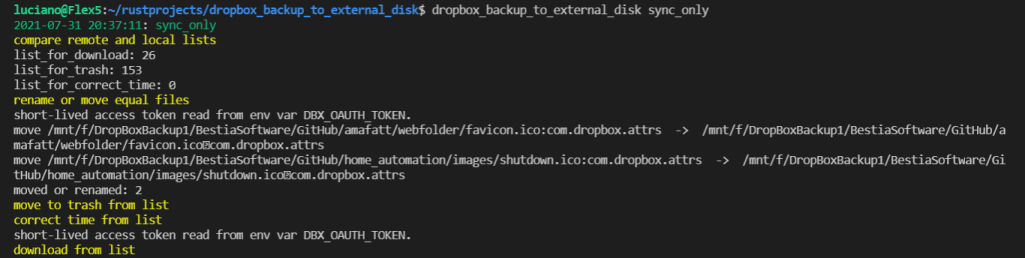 luciano@Flex5:~/rustprojects/dropbox_backup_to_external_disk$ dropbox_backup_to_external_disk sync_only
2021-07-31 20:37:11: sync_only
compare remote and local lists
list_for_download: 26
list_for_trash: 153
list_for_correct_time: 0
rename or move equal files
short-lived access token read from env var DBX_OAUTH_TOKEN.
move /mnt/f/DropBoxBackup1/BestiaSoftware/GitHub/amafatt/webfolder/favicon.ico:com.dropbox.attrs  ->  /mnt/f/DropBoxBackup1/BestiaSoftware/GitHub/a
mafatt/webfolder/favicon.ico com.dropbox.attrs
move /mnt/f/DropBoxBackup1/BestiaSoftware/GitHub/home_automation/images/shutdown.ico:com.dropbox.attrs  ->  /mnt/f/DropBoxBackup1/BestiaSoftware/Gi
tHub/home_automation/images/shutdown.ico com.dropbox.attrs
moved or renamed: 2
move to trash from list
correct time from list
short-lived access token read from env var DBX_OAUTH_TOKEN.
download from list